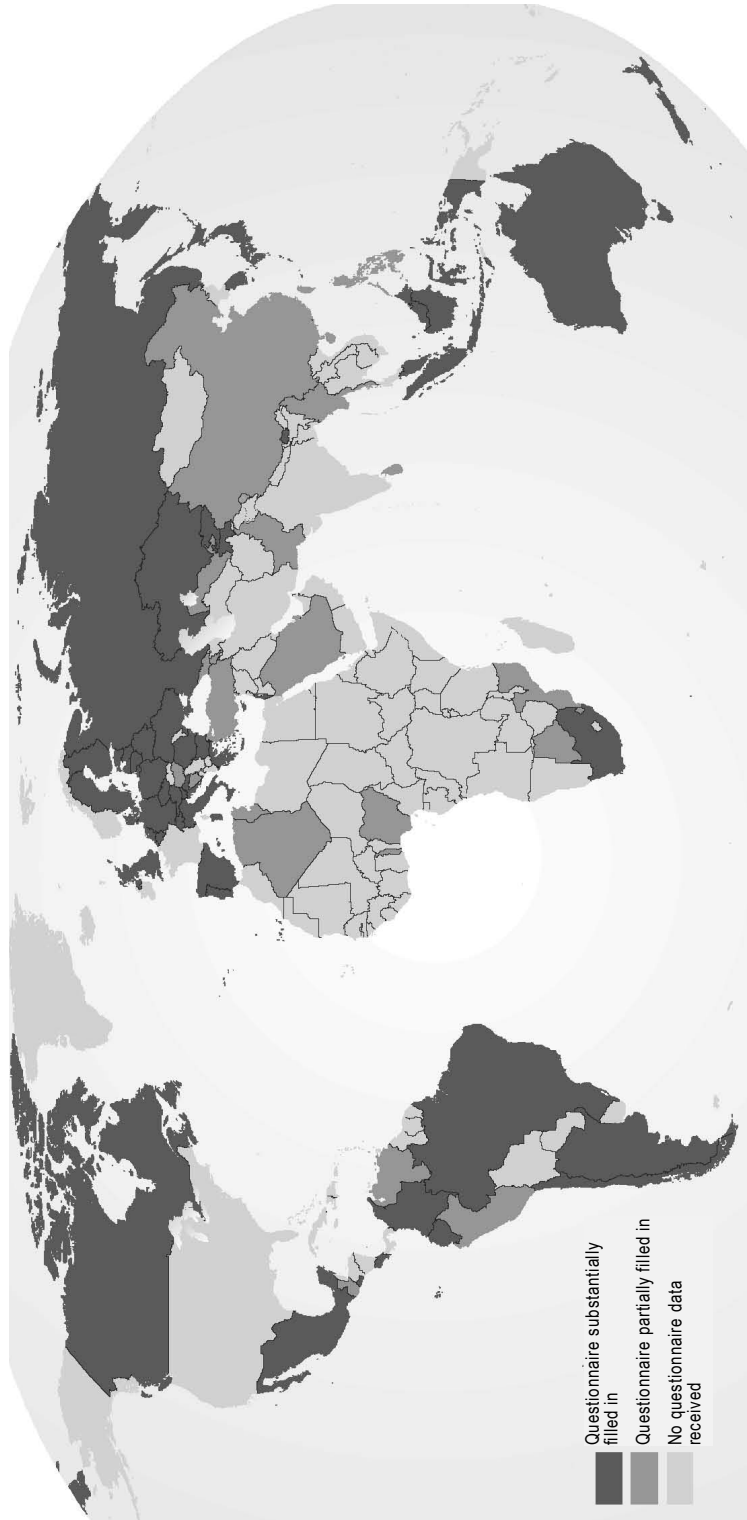 Questionnaire substantially
filled in
Questionnaire partially filled in
No questionnaire data
received